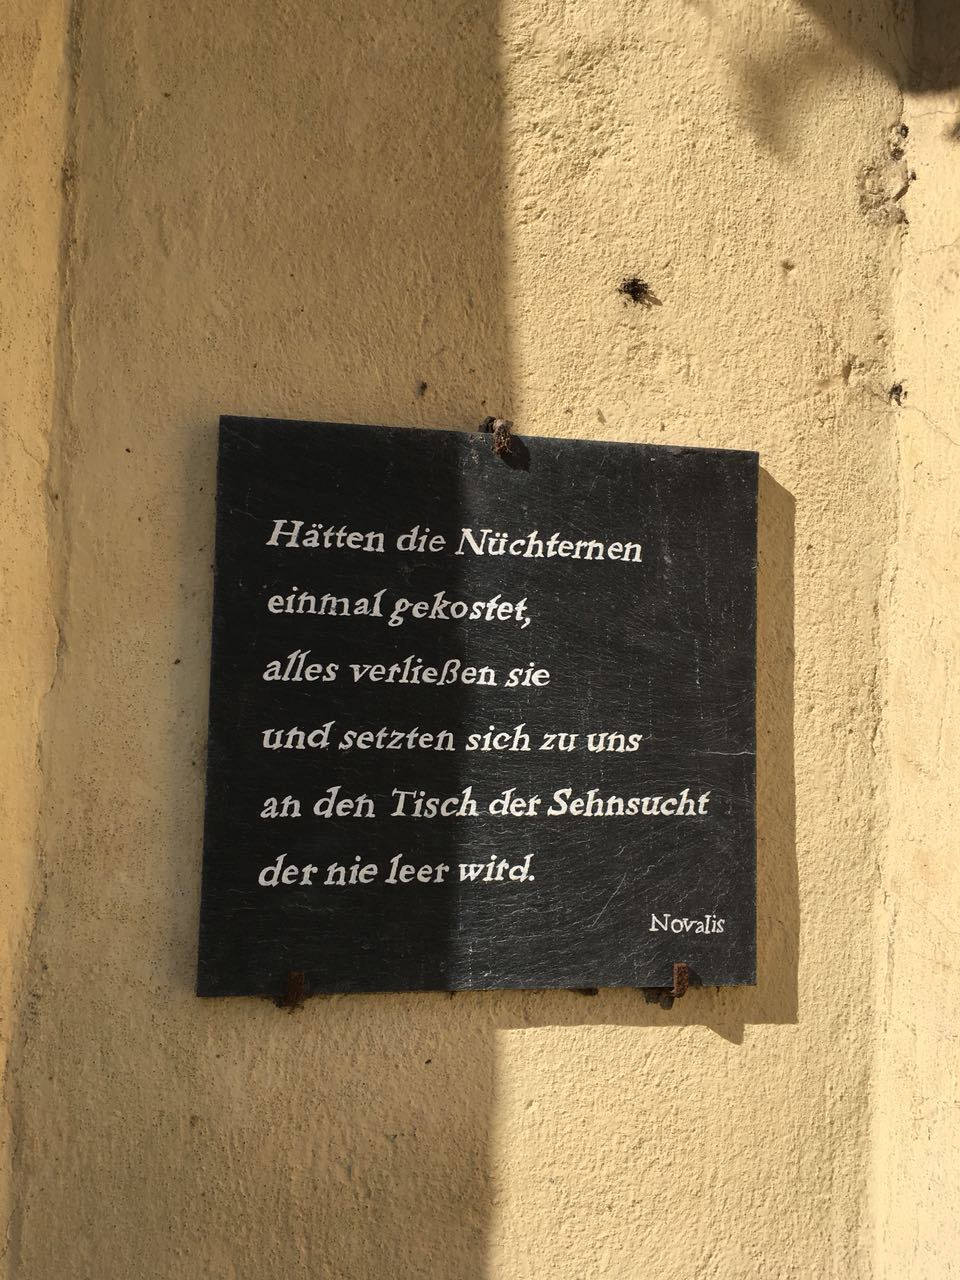 Hätten die Nüchternen
einmal gekostet,
alles verließen sie
und setzten sich zu uns
an den Tisch der Sehnsucht
der nie leer wird.
Novalis